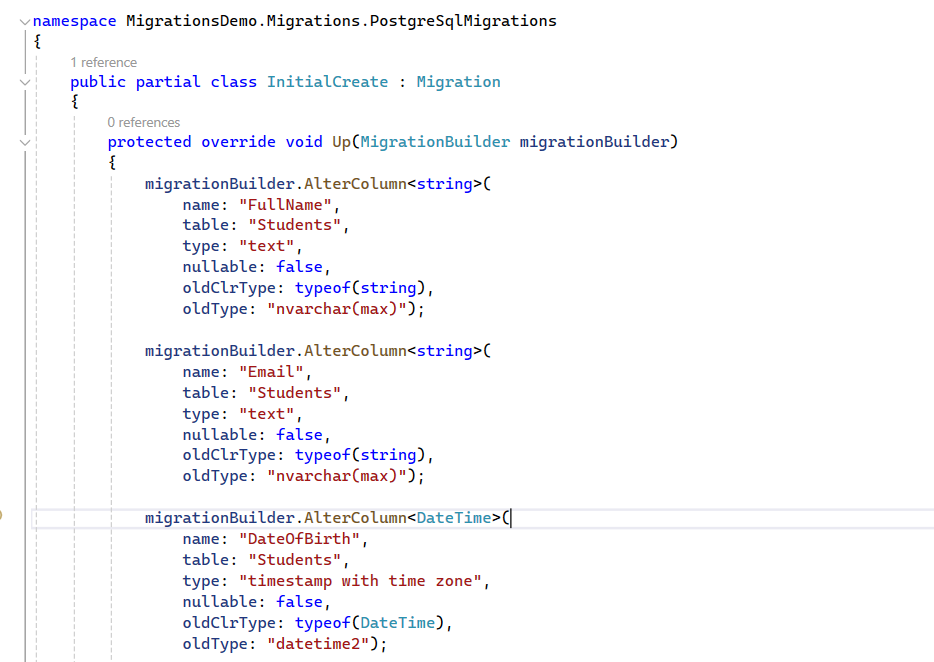 namespace MigrationsDemo.Migrations.PostgreSqlMigrations
{
1 reference
public partial class InitialCreate : Migration
{
0 references
protected override void Up(MigrationBuilder migrationBuilder)
{
migrationBuilder.AlterColumn<string>(
name: "FullName",
table: "Students",
type: "text",
nullable: false,
oldClrType: typeof(string),
oldType: "nvarchar(max)");
migrationBuilder.AlterColumn<string>(
name: "Email",
table: "Students",
type: "text",
nullable: false,
oldClrType: typeof(string),
oldType: "nvarchar(max)");
migrationBuilder.AlterColumn<DateTime>(
name: "DateOfBirth",
table: "Students",
type: "timestamp with time zone",
nullable: false,
oldClrType: typeof(DateTime),
oldType: "datetime2");